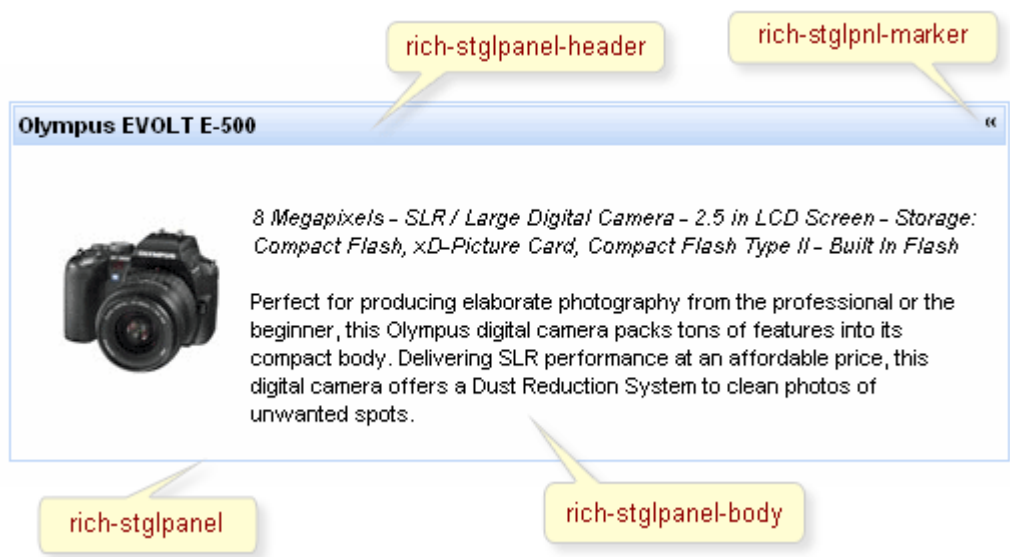 rich-stglpanel-header
rich-stglpnl-marker
Olympus EVOLT E-500 «
8 Megapixels - SLR / Large Digital Camera - 2.5 in LCD Screen - Storage:
Compact Flash, xD-Picture Card, Compact Flash Type II - Built In Flash
OLYMPUS
Perfect for producing elaborate photography from the professional or the
beginner, this Olympus digital camera packs tons of features into its
compact body. Delivering SLR performance at an affordable price, this
digital camera offers a Dust Reduction System to clean photos of
unwanted spots.
rich-stglpanel
rich-stglpanel-body